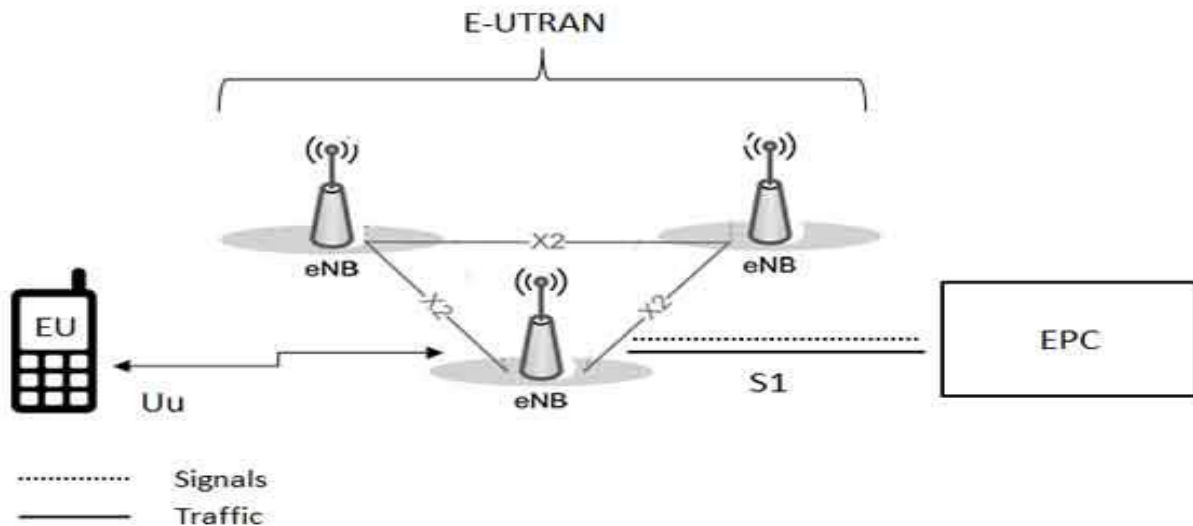 E-UTRAN
eNB
X2
eNB
X2
X2
EU
eNB
Uu
S1
EPC
Signals
Traffic